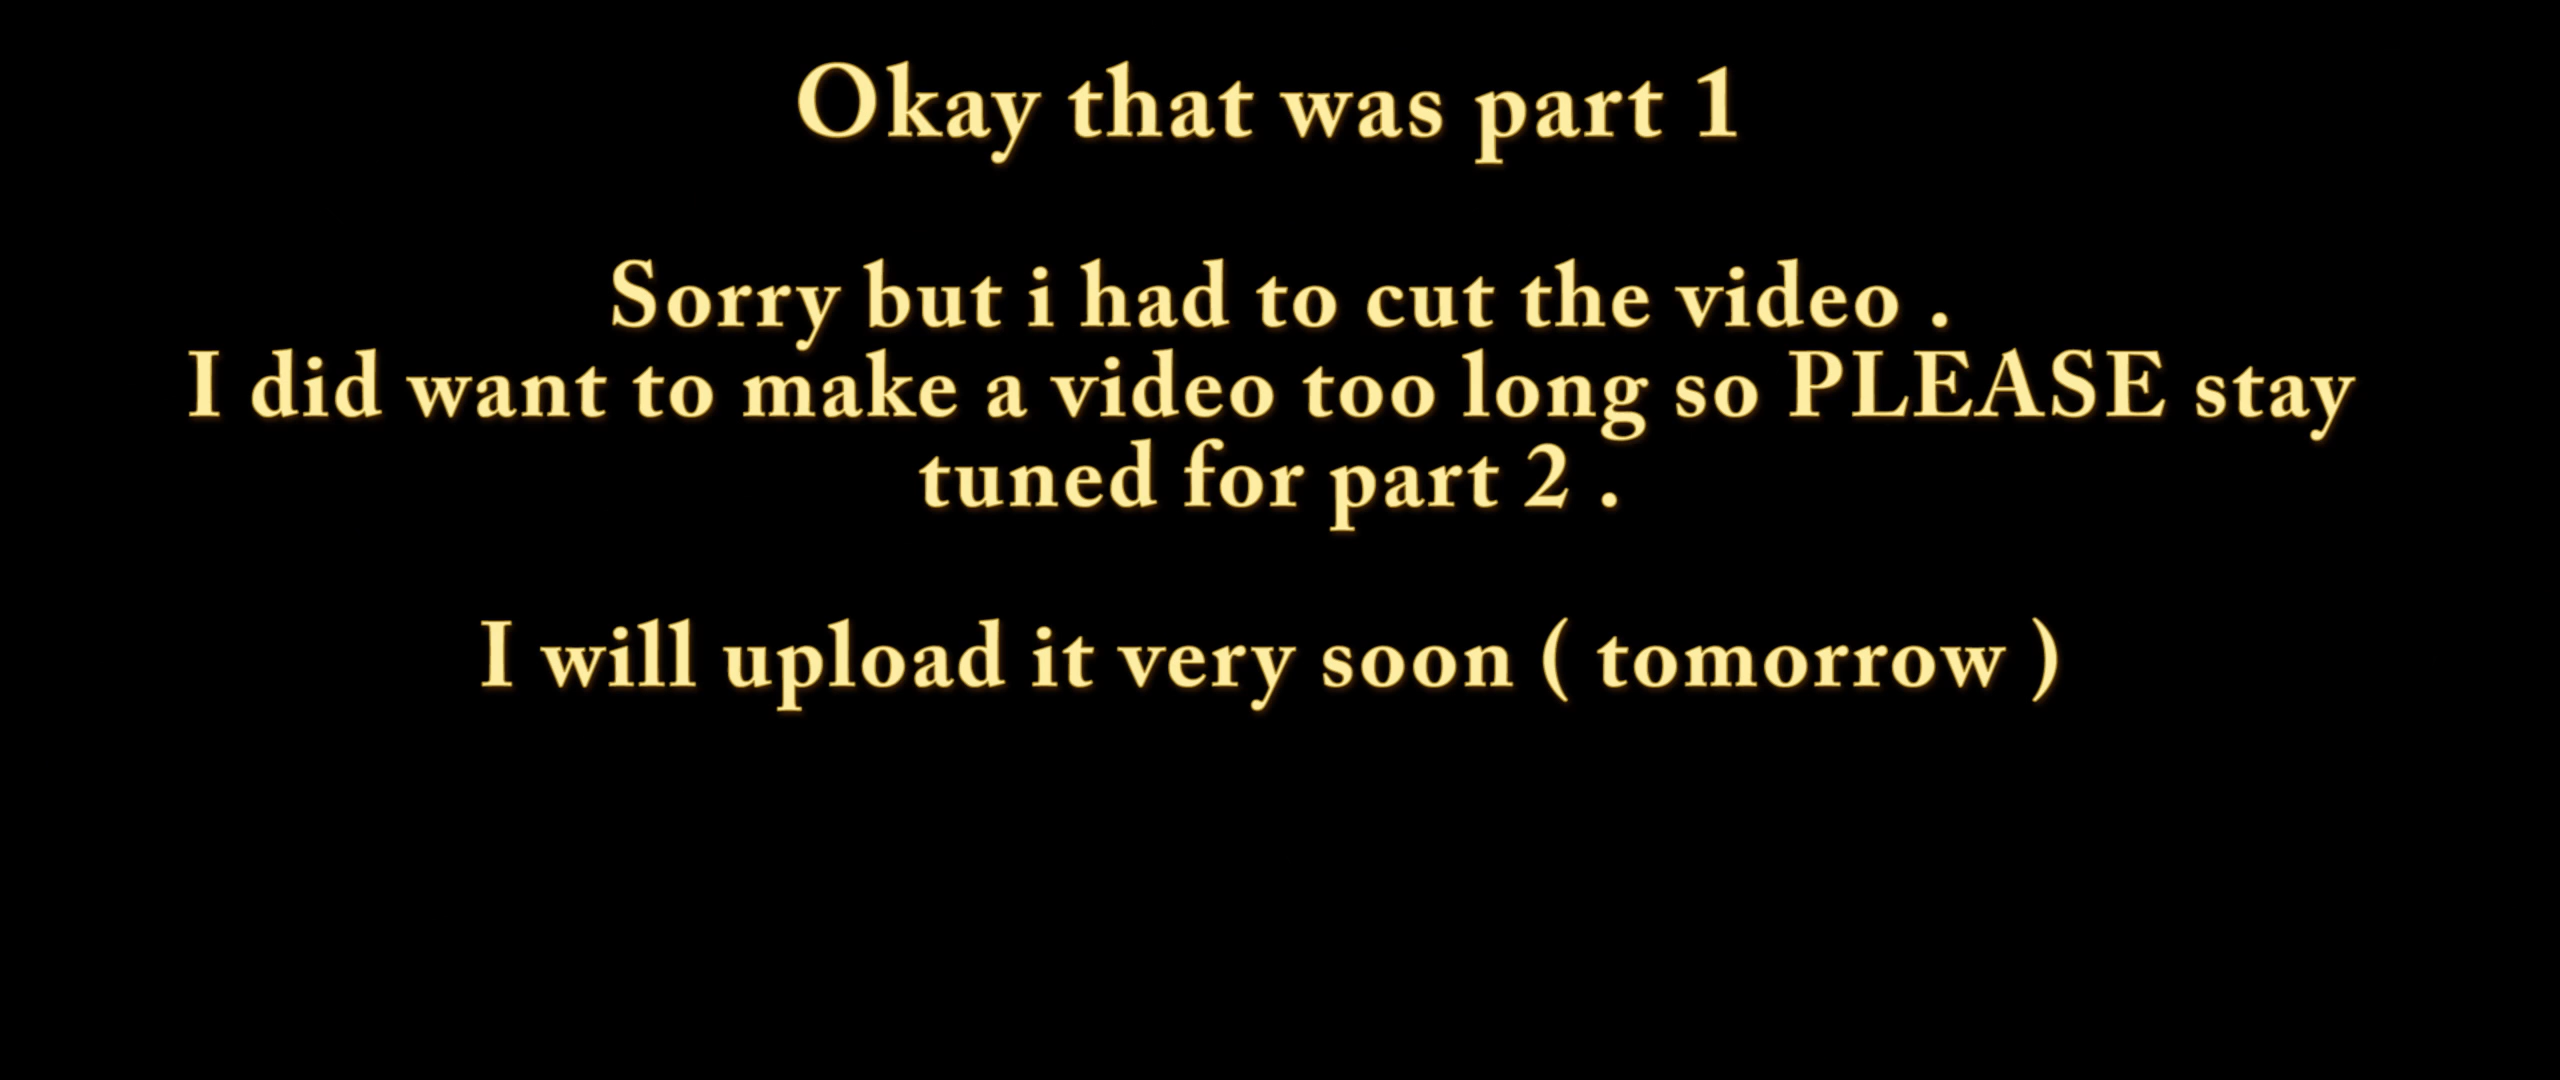 Okay that was part 1
Sorry but i had to cut the video .
I did want to make a video too long so PLEASE stay
tuned for part 2 .
I will upload it very soon ( tomorrow )